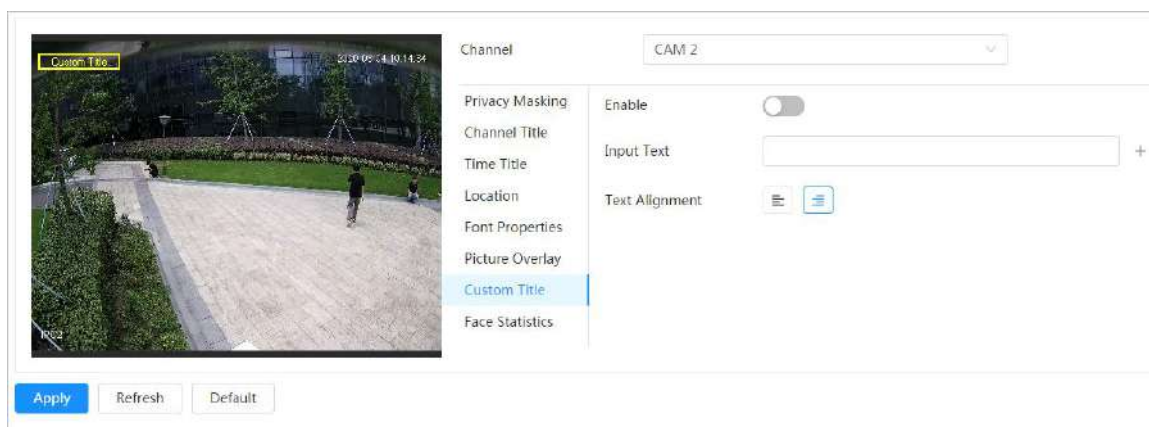 Custom Title
Channel
CAM 2
Privacy Masking
Channel Title
Time Title
Location
Font Properties
Picture Overlay
Custom Title
Face Statistics
Enable
Input Text
Text Alignment
Apply
Refresh
Default